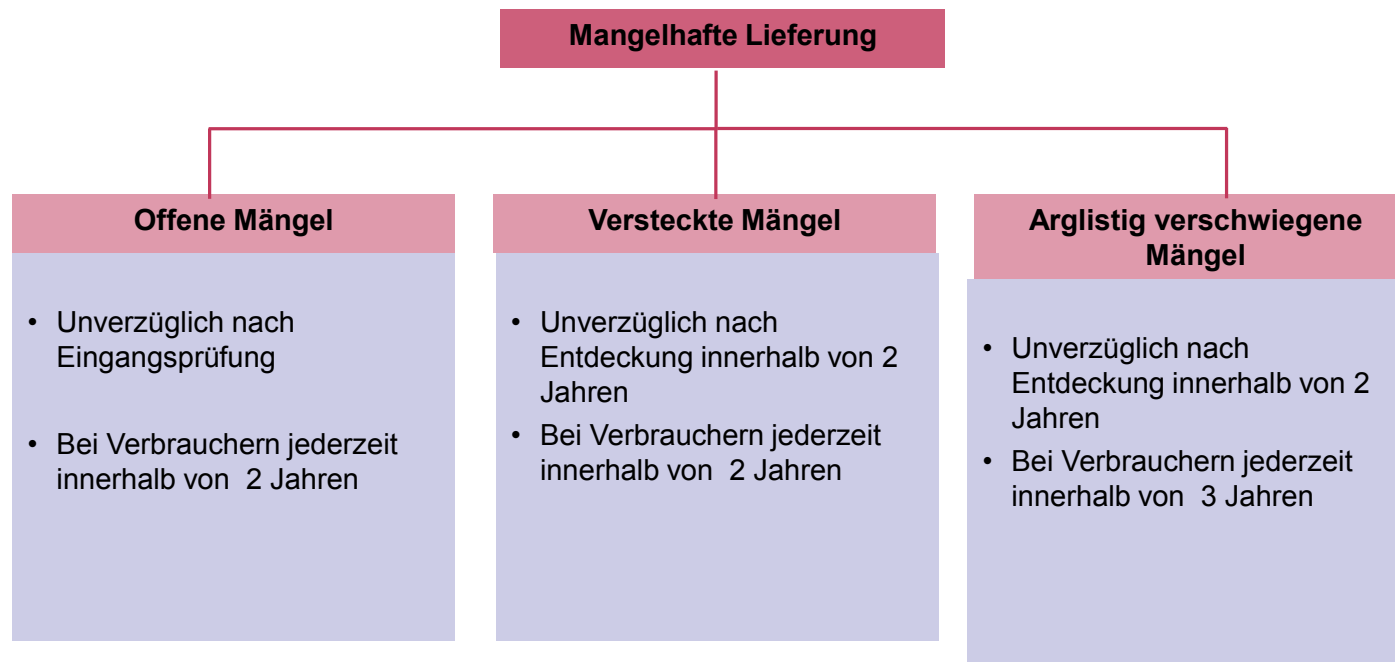 Mangelhafte Lieferung
Offene Mängel
• Unverzüglich nach
Eingangsprüfung
• Bei Verbrauchern jederzeit
innerhalb von 2 Jahren
Versteckte Mängel
• Unverzüglich nach
Entdeckung innerhalb von 2
Jahren
• Bei Verbrauchern jederzeit
innerhalb von 2 Jahren
Arglistig verschwiegene
Mängel
• Unverzüglich nach
Entdeckung innerhalb von 2
Jahren
• Bei Verbrauchern jederzeit
innerhalb von 3 Jahren